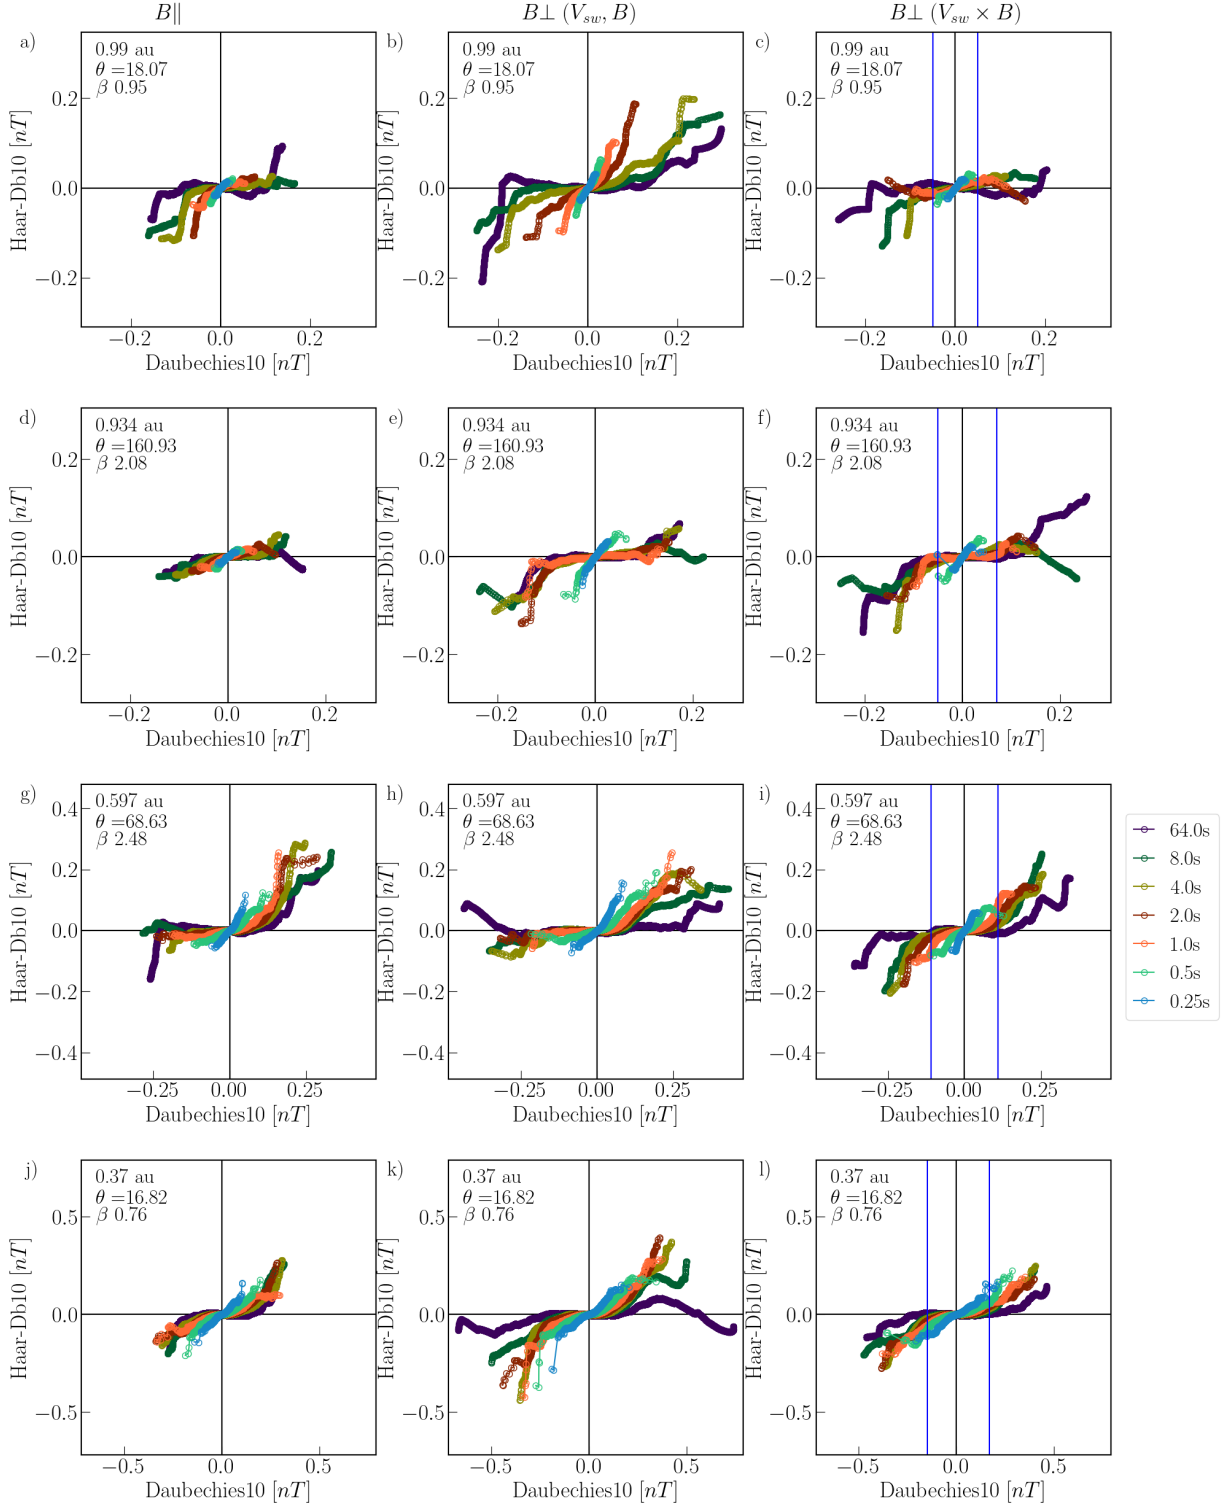 B∥
B⊥ (V_sw, B)
B⊥ (V_sw × B)
a)
0.99 au
θ =18.07
β 0.95
Haar-Db10 [nT]
0.2
0.0
−0.2
−0.2 0.0 0.2
Daubechies10 [nT]
b)
0.99 au
θ =18.07
β 0.95
Haar-Db10 [nT]
0.2
0.0
−0.2
−0.2 0.0 0.2
Daubechies10 [nT]
c)
0.99 au
θ =18.07
β 0.95
Haar-Db10 [nT]
0.2
0.0
−0.2
−0.2 0.0 0.2
Daubechies10 [nT]
d)
0.934 au
θ =160.93
β 2.08
Haar-Db10 [nT]
0.2
0.0
−0.2
−0.2 0.0 0.2
Daubechies10 [nT]
e)
0.934 au
θ =160.93
β 2.08
Haar-Db10 [nT]
0.2
0.0
−0.2
−0.2 0.0 0.2
Daubechies10 [nT]
f)
0.934 au
θ =160.93
β 2.08
Haar-Db10 [nT]
0.2
0.0
−0.2
−0.2 0.0 0.2
Daubechies10 [nT]
g)
0.597 au
θ =68.63
β 2.48
Haar-Db10 [nT]
0.4
0.2
0.0
−0.2
−0.4
−0.25 0.00 0.25
Daubechies10 [nT]
h)
0.597 au
θ =68.63
β 2.48
Haar-Db10 [nT]
0.4
0.2
0.0
−0.2
−0.4
−0.25 0.00 0.25
Daubechies10 [nT]
i)
0.597 au
θ =68.63
β 2.48
Haar-Db10 [nT]
0.4
0.2
0.0
−0.2
−0.4
−0.25 0.00 0.25
Daubechies10 [nT]
64.0s
8.0s
4.0s
2.0s
1.0s
0.5s
0.25s
j)
0.37 au
θ =16.82
β 0.76
Haar-Db10 [nT]
0.5
0.0
−0.5
−0.5 0.0 0.5
Daubechies10 [nT]
k)
0.37 au
θ =16.82
β 0.76
Haar-Db10 [nT]
0.5
0.0
−0.5
−0.5 0.0 0.5
Daubechies10 [nT]
l)
0.37 au
θ =16.82
β 0.76
Haar-Db10 [nT]
0.5
0.0
−0.5
−0.5 0.0 0.5
Daubechies10 [nT]